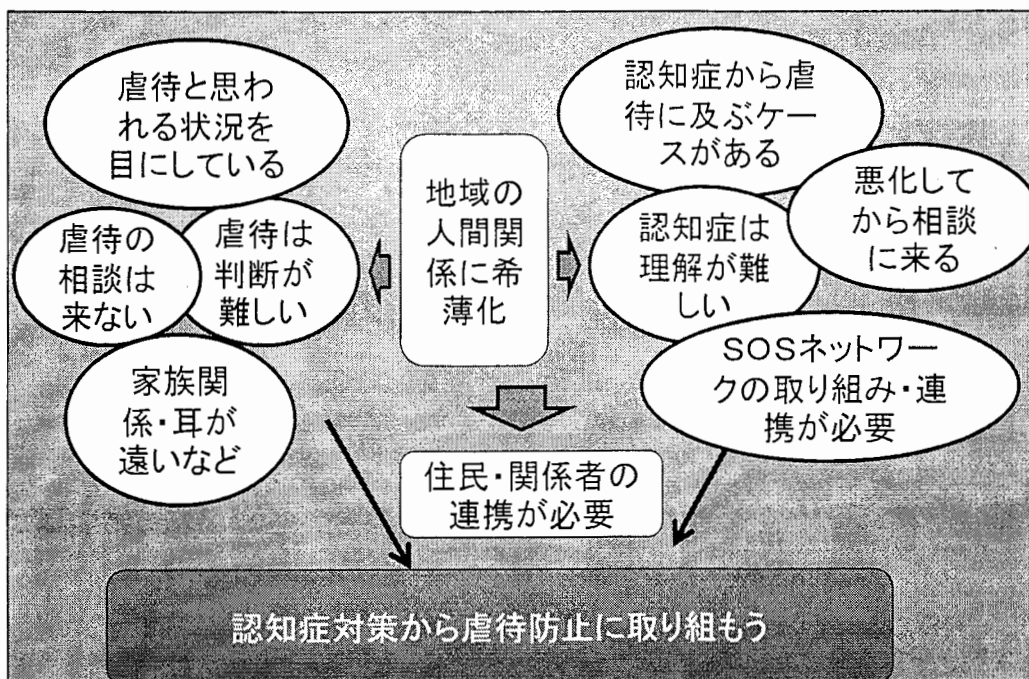 虐待と思わ
れる状況を
目にしている
虐待の
相談は
来ない
虐待は
判断が
難しい
家族関
係・耳が
遠いなど
地域の
人間関
係に希
薄化
住民・関係者の
連携が必要
認知症から虐
待に及ぶケー
スがある
悪化して
から相談
に来る
認知症は
理解が難
しい
SOSネットワー
クの取り組み・連
携が必要
認知症対策から虐待防止に取り組もう